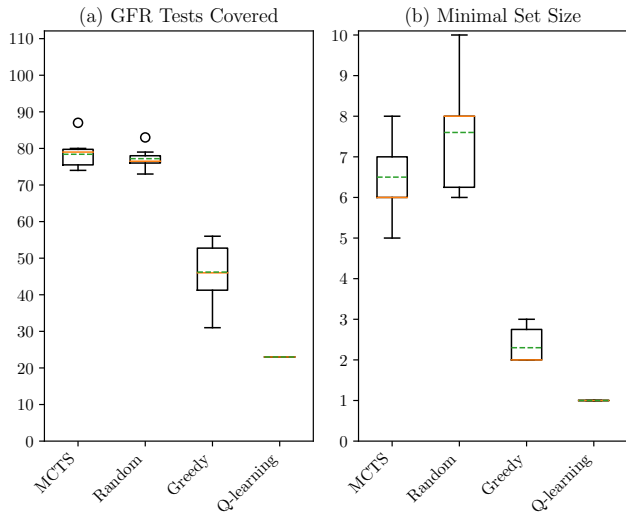 (a) GFR Tests Covered
110
100
90
80
70
60
50
40
30
20
10
0
MCTS
Random
Greedy
Q-learning
(b) Minimal Set Size
10
9
8
7
6
5
4
3
2
1
0
MCTS
Random
Greedy
Q-learning